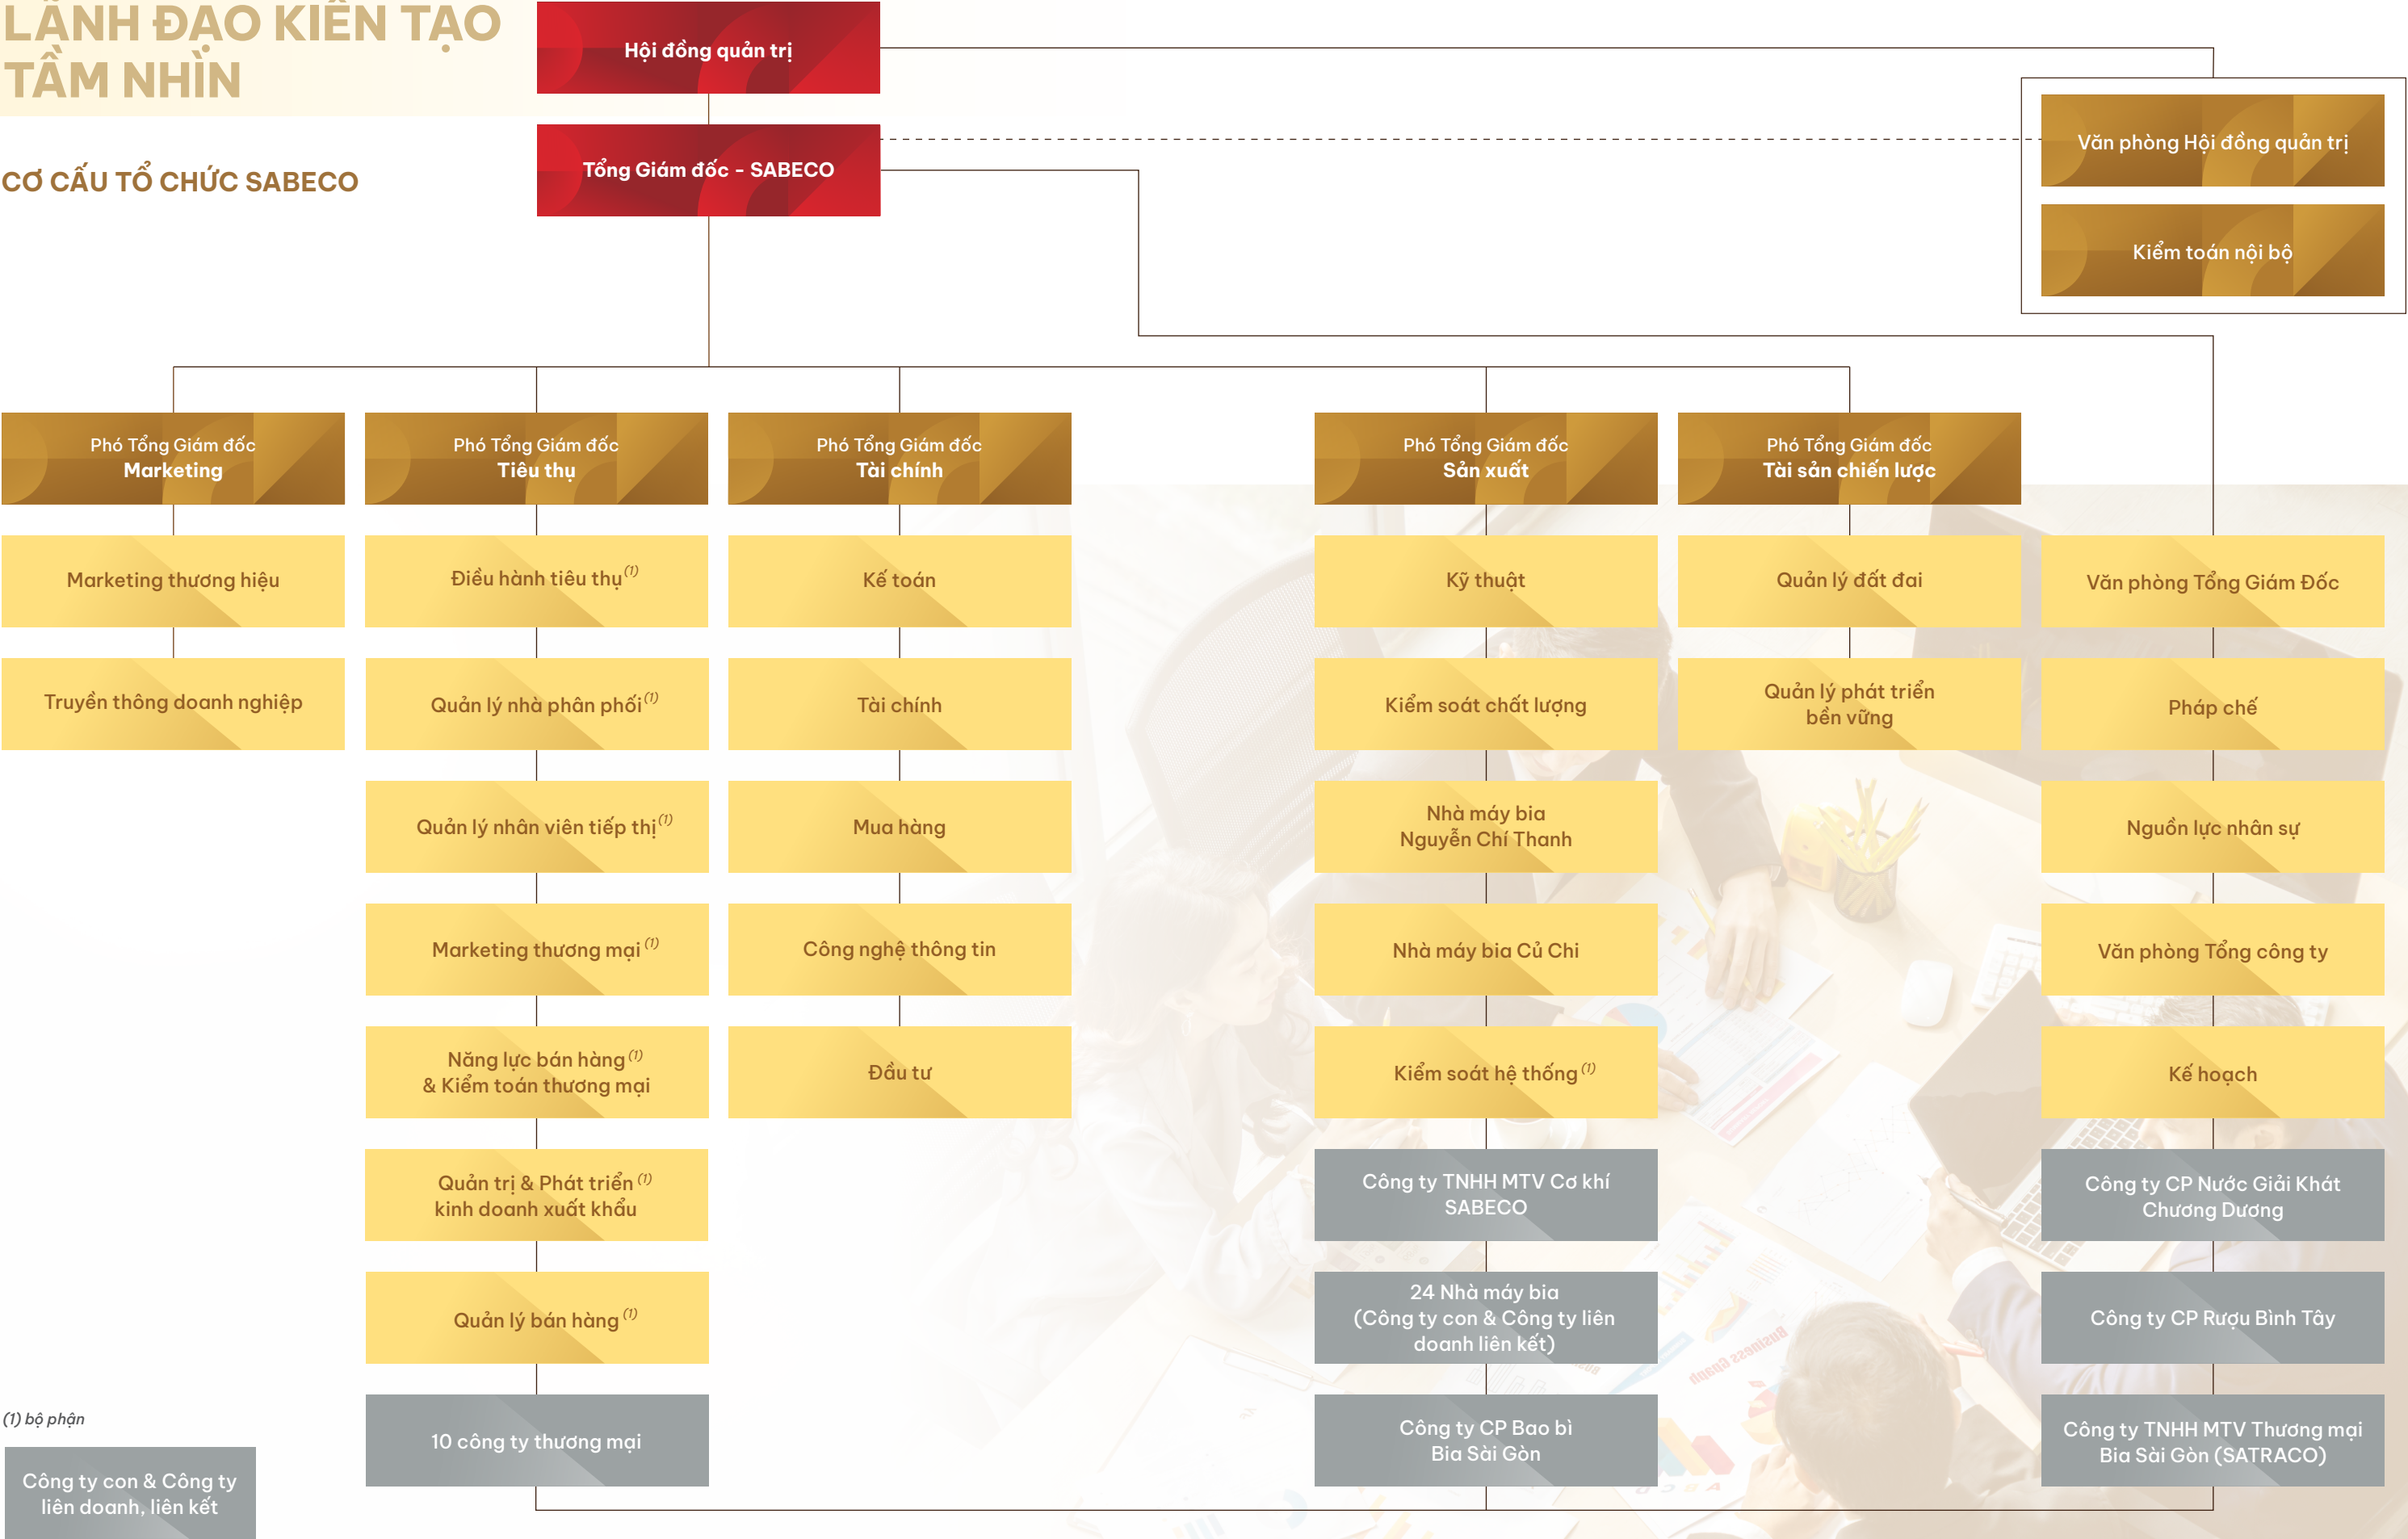 LÃNH ĐẠO KIẾN TẠO
TẦM NHÌN
CƠ CẤU TỔ CHỨC SABECO
Hội đồng quản trị
Tổng Giám đốc - SABECO
Văn phòng Hội đồng quản trị
Kiểm toán nội bộ
Phó Tổng Giám đốc
Marketing
Marketing thương hiệu
Truyền thông doanh nghiệp
Phó Tổng Giám đốc
Tiêu thụ
Điều hành tiêu thụ (1)
Quản lý nhà phân phối (1)
Quản lý nhân viên tiếp thị (1)
Marketing thương mại (1)
Năng lực bán hàng (1)
& Kiểm toán thương mại
Quản trị & Phát triển (1)
kinh doanh xuất khẩu
Quản lý bán hàng (1)
10 công ty thương mại
Phó Tổng Giám đốc
Tài chính
Kế toán
Tài chính
Mua hàng
Công nghệ thông tin
Đầu tư
Phó Tổng Giám đốc
Sản xuất
Kỹ thuật
Kiểm soát chất lượng
Nhà máy bia
Nguyễn Chí Thanh
Nhà máy bia Củ Chi
Kiểm soát hệ thống (1)
Công ty TNHH MTV Cơ khí
SABECO
24 Nhà máy bia
(Công ty con & Công ty liên
doanh liên kết)
Công ty CP Bao bì
Bia Sài Gòn
Phó Tổng Giám đốc
Tài sản chiến lược
Quản lý đất đai
Quản lý phát triển
bền vững
Văn phòng Tổng Giám Đốc
Pháp chế
Nguồn lực nhân sự
Văn phòng Tổng công ty
Kế hoạch
Công ty CP Nước Giải Khát
Chương Dương
Công ty CP Rượu Bình Tây
Công ty TNHH MTV Thương mại
Bia Sài Gòn (SATRACO)
(1) bộ phận
Công ty con & Công ty
liên doanh, liên kết